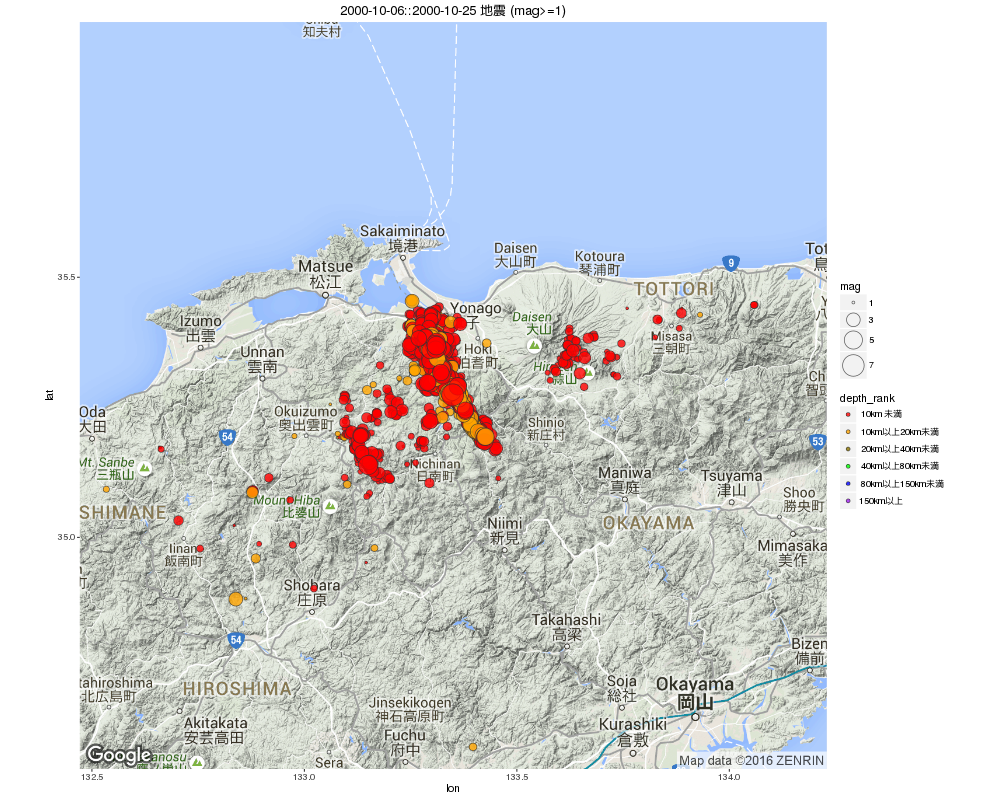 2000-10-06::2000-10-25 地震 (mag>=1)
知夫村
Sakaiminato
境港
Daisen
大山町
Kotoura
琴浦町
9
Matsue
松江
35.5
TOTTORI
mag
1
3
5
7
Izumo
出雲
Yonago
子
Daisen
大山
Misasa
三朝町
Unnan
雲南
Hoki
伯耆町
lat
depth_rank
10km未満
10km以上20km未満
20km以上40km未満
40km以上80km未満
80km以上150km未満
150km以上
Oda
大田
Okuizumo
奥出雲町
Shinjo
新庄村
54
53
Mt. Sanbe
三瓶山
Nichinan
日南町
Maniwa
真庭
Tsuyama
津山
Shoo
勝央町
Mount Hiba
比婆山
SHIMANE
OKAYAMA
Niimi
新見
35.0
Iinan
飯南町
Mimasaka
美作
Shobara
庄原
Takahashi
高梁
54
Bizen
備前
HIROSHIMA
tahiroshima
北広島町
Soja
総社
Okayama
岡山
Jinsekikogen
神石高原町
Akitakata
安芸高田
Kurashiki
倉敷
Fuchu
府中
Sera
Google
Map data ©2016 ZENRIN
132.5
133.0
133.5
134.0
lon